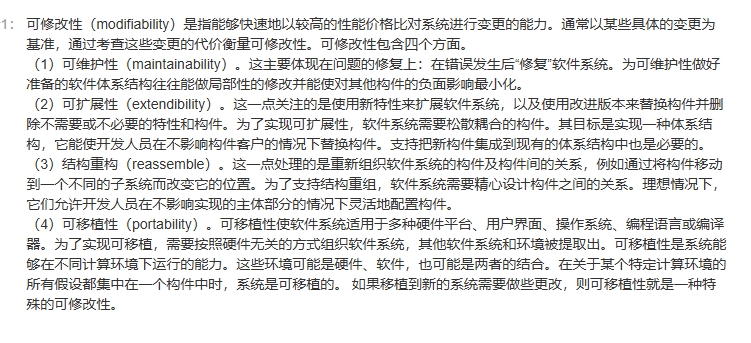 1： 可修改性（modifiability）是指能够快速地以较高的性能价格比对系统进行变更的能力。通常以某些具体的变更为
基准，通过考查这些变更的代价衡量可修改性。可修改性包含四个方面。
（1）可维护性（maintainability）。这主要体现在问题的修复上：在错误发生后“修复”软件系统。为可维护性做好
准备的软件体系结构往往能做局部性的修改并能使对其他构件的负面影响最小化。
（2）可扩展性（extendibility）。这一点关注的是使用新特性来扩展软件系统，以及使用改进版本来替换构件并删
除不需要或不必要的特性和构件。为了实现可扩展性，软件系统需要松散耦合的构件。其目标是实现一种体系结
构，它能使开发人员在不影响构件客户的情况下替换构件。支持把新构件集成到现有的体系结构中也是必要的。
（3）结构重构（reassemble）。这一点处理的是重新组织软件系统的构件及构件间的关系，例如通过将构件移动
到一个不同的子系统而改变它的位置。为了支持结构重组，软件系统需要精心设计构件之间的关系。理想情况下，
它们允许开发人员在不影响实现的主体部分的情况下灵活地配置构件。
（4）可移植性（portability）。可移植性使软件系统适用于多种硬件平台、用户界面、操作系统、编程语言或编译
器。为了实现可移植，需要按照硬件无关的方式组织软件系统，其他软件系统和环境被提取出。可移植性是系统能
够在不同计算环境下运行的能力。这些环境可能是硬件、软件，也可能是两者的结合。在关于某个特定计算环境的
所有假设都集中在一个构件中时，系统是可移植的。 如果移植到新的系统需要做些更改，则可移植性就是一种特
殊的可修改性。